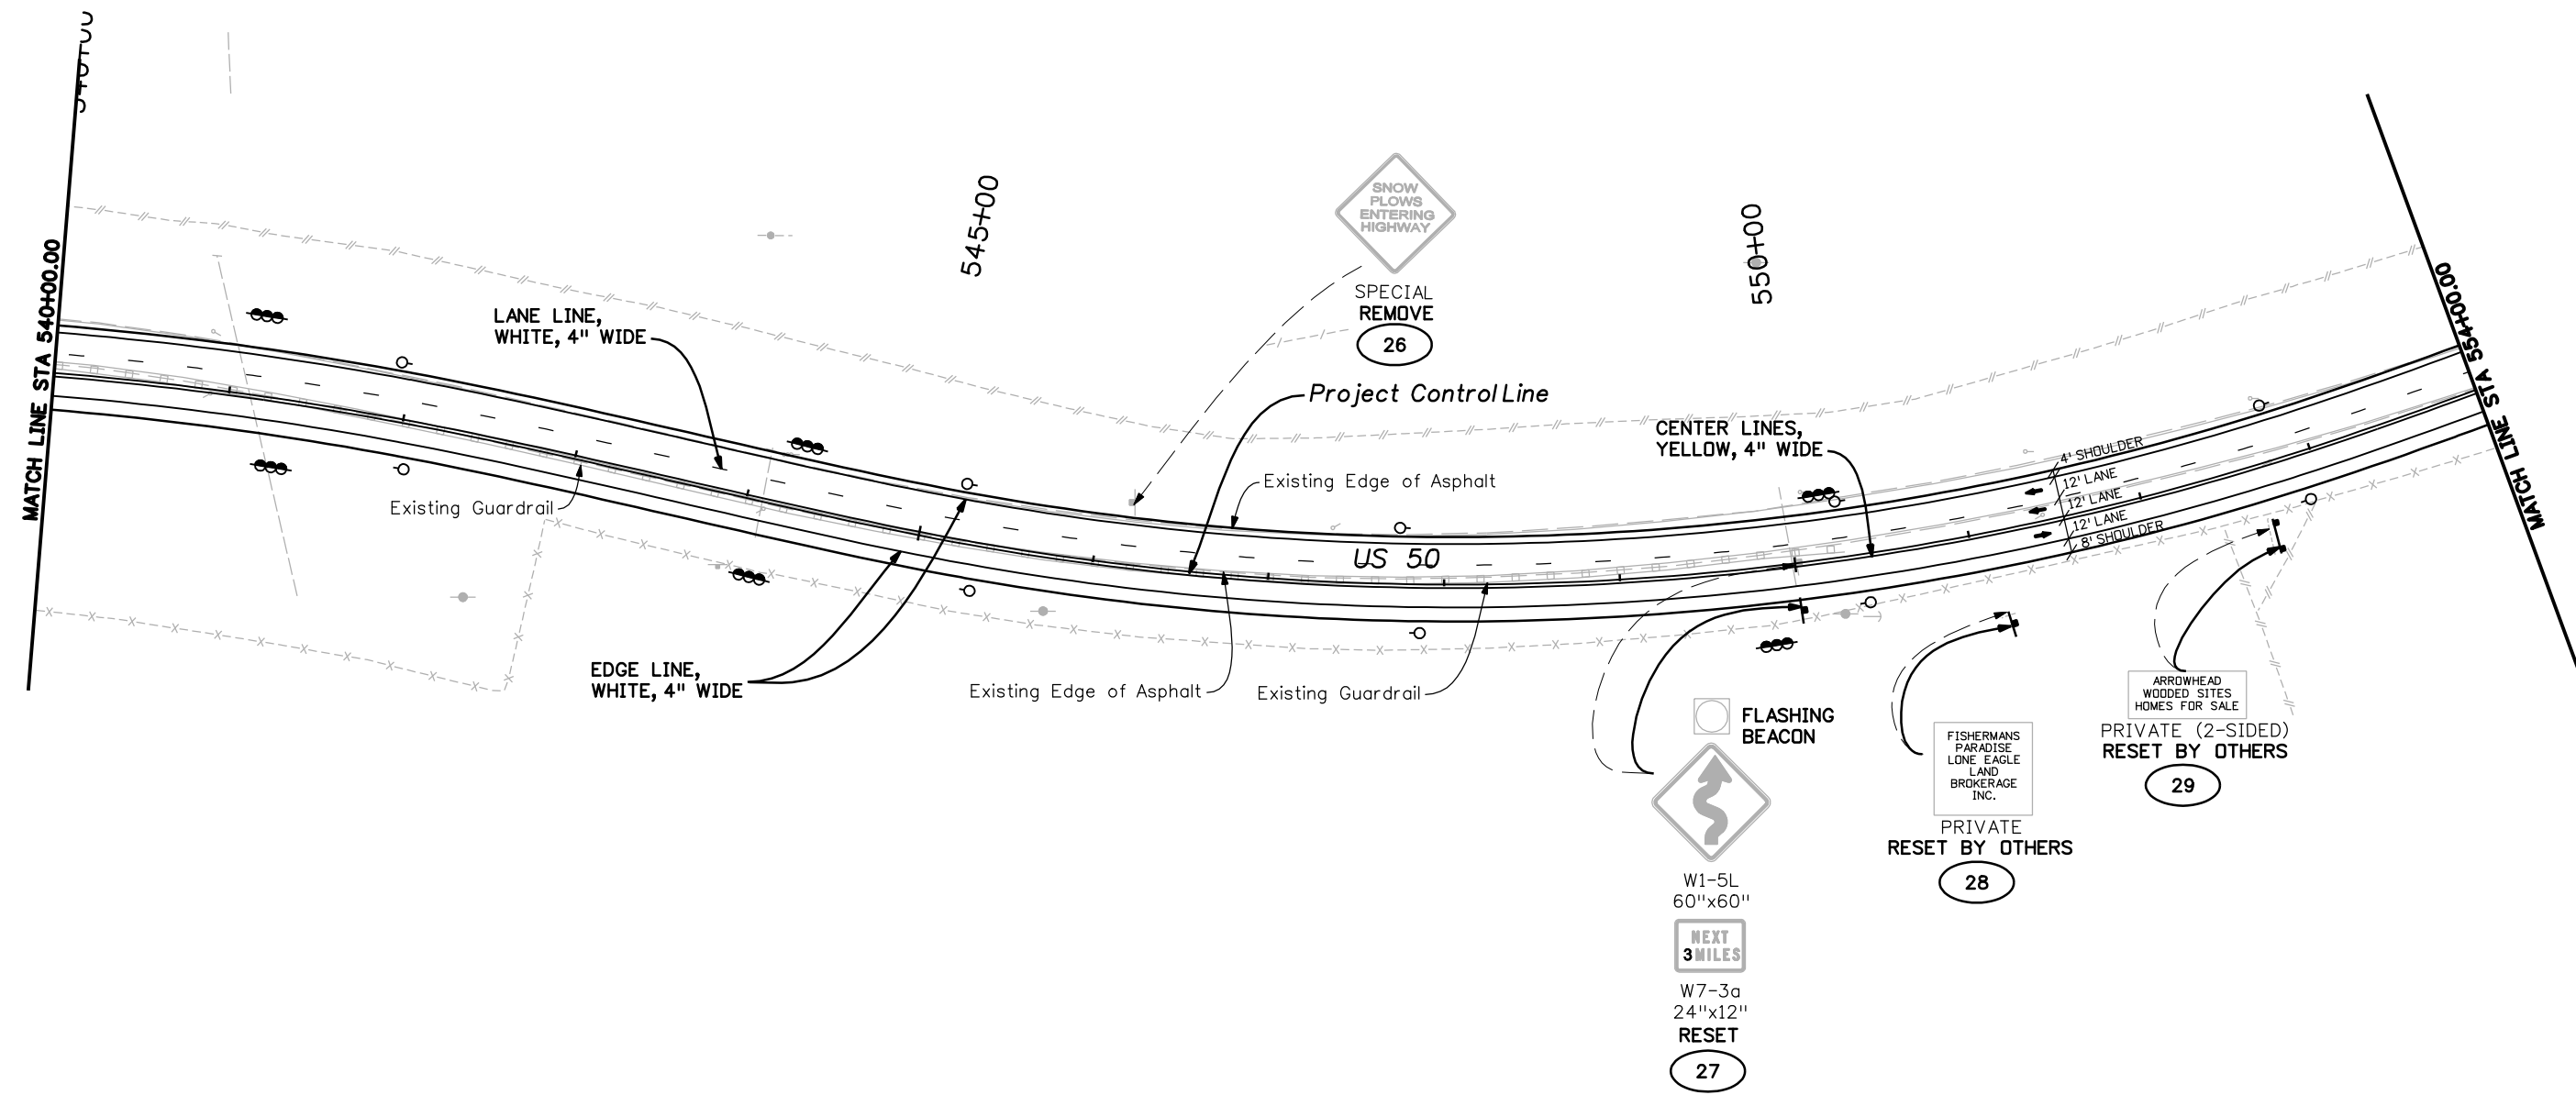 540+00
MATCH LINE STA 540+00.00
LANE LINE,
WHITE, 4" WIDE
Existing Guardrail
545+00
SNOW
PLOWS
ENTERING
HIGHWAY
SPECIAL
REMOVE
26
Project Control Line
Existing Edge of Asphalt
US 50
550+00
CENTER LINES,
YELLOW, 4" WIDE
4' SHOULDER
12' LANE
12' LANE
12' LANE
8' SHOULDER
MATCH LINE STA 554+00.00
EDGE LINE,
WHITE, 4" WIDE
Existing Edge of Asphalt
Existing Guardrail
FLASHING
BEACON
W1-5L
60"x60"
NEXT
3 MILES
W7-3a
24"x12"
RESET
27
FISHERMANS
PARADISE
LONE EAGLE
LAND
BROKERAGE
INC.
PRIVATE
RESET BY OTHERS
28
ARROWHEAD
WOODED SITES
HOMES FOR SALE
PRIVATE (2-SIDED)
RESET BY OTHERS
29